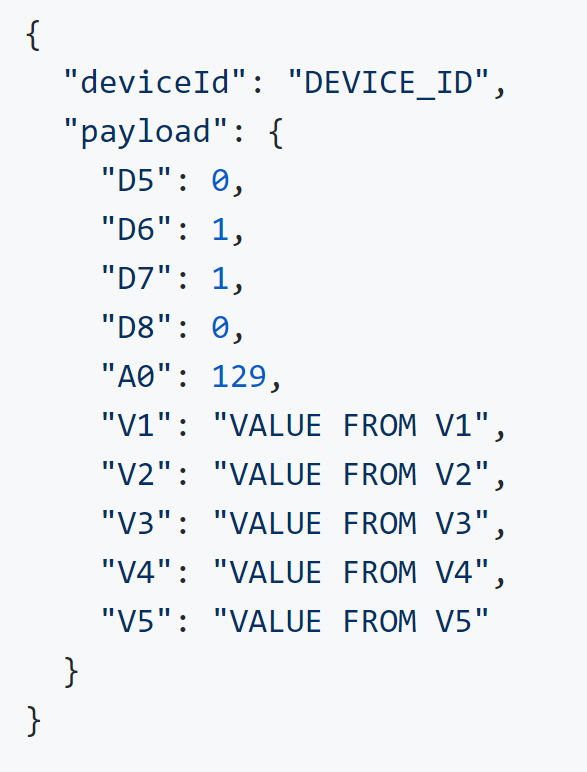 {
  "deviceId": "DEVICE_ID",
  "payload": {
    "D5": 0,
    "D6": 1,
    "D7": 1,
    "D8": 0,
    "A0": 129,
    "V1": "VALUE FROM V1",
    "V2": "VALUE FROM V2",
    "V3": "VALUE FROM V3",
    "V4": "VALUE FROM V4",
    "V5": "VALUE FROM V5"
  }
}